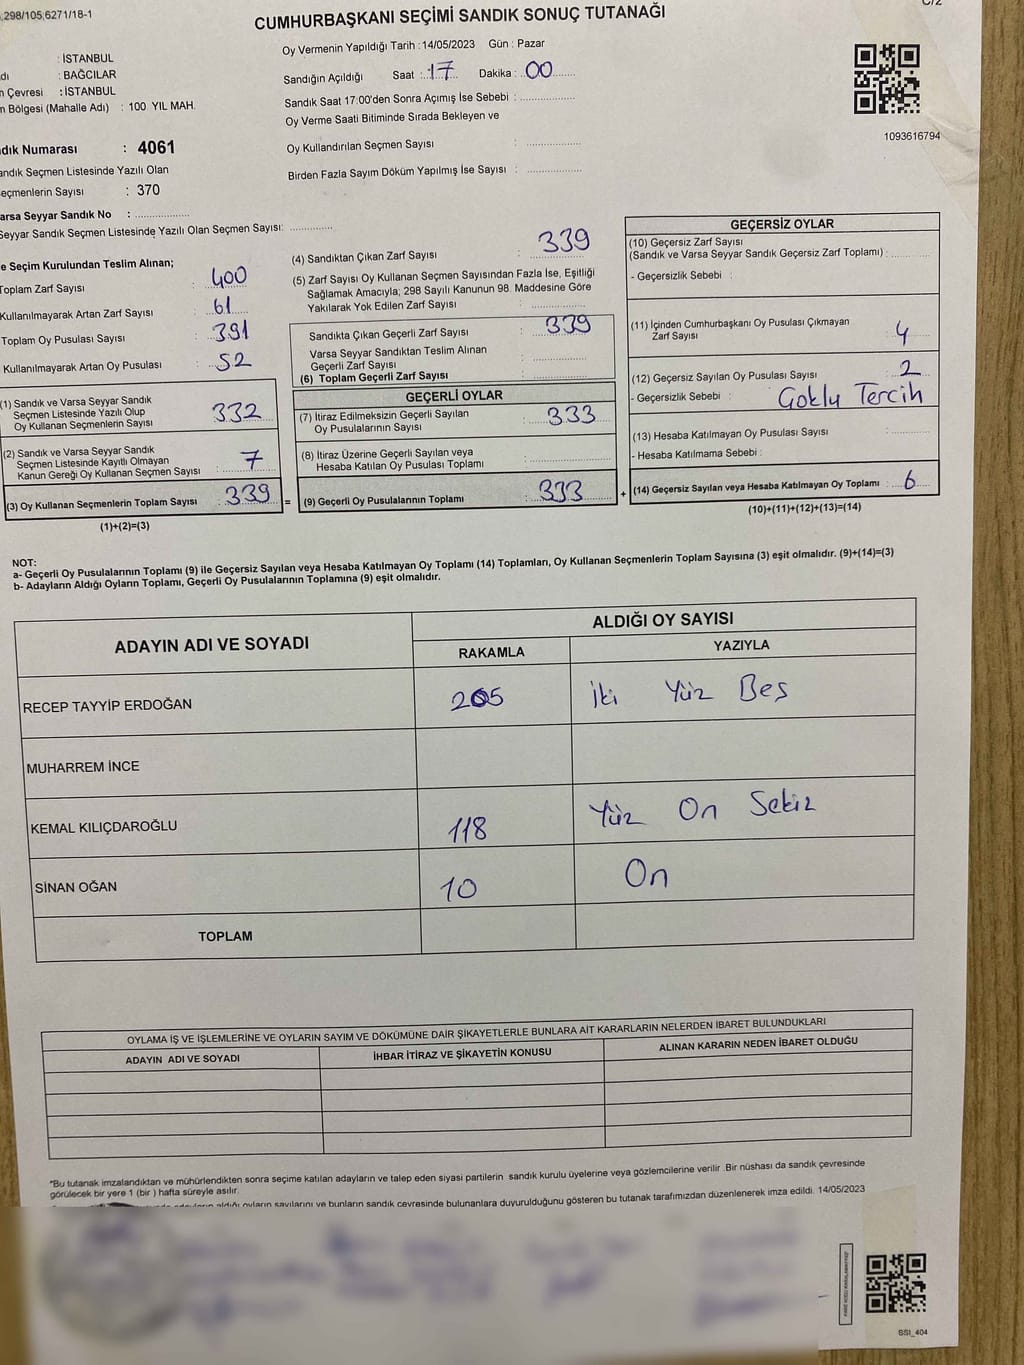 ,298/105,6271/18-1
CUMHURBAŞKANI SEÇİMİ SANDIK SONUÇ TUTANAĞI
: İSTANBUL
: BAĞCILAR
Çevresi : İSTANBUL
Bölgesi (Mahalle Adı) : 100 YIL MAH.
Numarası : 4061
Sandık Seçmen Listesinde Yazılı Olan
Seçmenlerin Sayısı : 370
Varsa Seyyar Sandık No : ..................
Seyyar Sandık Seçmen Listesinde Yazılı Olan Seçmen Sayısı: ..............
Oy Vermenin Yapıldığı Tarih : 14/05/2023 Gün : Pazar
Sandığın Açıldığı Saat : 17 Dakika : 00
Sandık Saat 17:00'den Sonra Açımış İse Sebebi : ..................
Oy Verme Saati Bitiminde Sırada Bekleyen ve
Oy Kullandırılan Seçmen Sayısı : ..................
Birden Fazla Sayım Döküm Yapılmış İse Sayısı : ..................
1093616794
Seçim Kurulundan Teslim Alınan;
Toplam Zarf Sayısı : 400
Kullanılmayarak Artan Zarf Sayısı : 61
Toplam Oy Pusulası Sayısı : 391
Kullanılmayarak Artan Oy Pusulası : 52
(1) Sandık ve Varsa Seyyar Sandık
Seçmen Listesinde Yazılı Olup
Oy Kullanan Seçmenlerin Sayısı : 332
(2) Sandık ve Varsa Seyyar Sandık
Seçmen Listesinde Kayıtlı Olmayan
Kanun Gereği Oy Kullanan Seçmen Sayısı : 7
(3) Oy Kullanan Seçmenlerin Toplam Sayısı : 339 =
(1)+(2)=(3)
(4) Sandıktan Çıkan Zarf Sayısı : 339
(5) Zarf Sayısı Oy Kullanan Seçmen Sayısından Fazla İse, Eşitliği
Sağlamak Amacıyla; 298 Sayılı Kanunun 98. Maddesine Göre
Yakılarak Yok Edilen Zarf Sayısı : ..................
Sandıkta Çıkan Geçerli Zarf Sayısı : 339
Varsa Seyyar Sandıktan Teslim Alınan
Geçerli Zarf Sayısı : ..................
(6) Toplam Geçerli Zarf Sayısı : ..................
GEÇERLİ OYLAR
(7) İtiraz Edilmeksizin Geçerli Sayılan
Oy Pusulalarının Sayısı : 333
(8) İtiraz Üzerine Geçerli Sayılan veya
Hesaba Katılan Oy Pusulası Toplamı : ..................
(9) Geçerli Oy Pusulalarının Toplamı : 333 +
GEÇERSİZ OYLAR
(10) Geçersiz Zarf Sayısı
(Sandık ve Varsa Seyyar Sandık Geçersiz Zarf Toplamı) : ............
- Geçersizlik Sebebi :
(11) İçinden Cumhurbaşkanı Oy Pusulası Çıkmayan
Zarf Sayısı : 4
(12) Geçersiz Sayılan Oy Pusulası Sayısı : 2
- Geçersizlik Sebebi : Çoklu Tercih
(13) Hesaba Katılmayan Oy Pusulası Sayısı : ............
- Hesaba Katılmama Sebebi :
(14) Geçersiz Sayılan veya Hesaba Katılmayan Oy Toplamı : 6
(10)+(11)+(12)+(13)=(14)
NOT:
a- Geçerli Oy Pusulalarının Toplamı (9) ile Geçersiz Sayılan veya Hesaba Katılmayan Oy Toplamı (14) Toplamları, Oy Kullanan Seçmenlerin Toplam Sayısına (3) eşit olmalıdır. (9)+(14)=(3)
b- Adayların Aldığı Oyların Toplamı, Geçerli Oy Pusulalarının Toplamına (9) eşit olmalıdır.
ADAYIN ADI VE SOYADI
ALDIĞI OY SAYISI
RAKAMLA YAZIYLA
RECEP TAYYİP ERDOĞAN 205 İki Yüz Beş
MUHARREM İNCE
KEMAL KILIÇDAROĞLU 118 Yüz On Sekiz
SİNAN OĞAN 10 On
TOPLAM
OYLAMA İŞ VE İŞLEMLERİNE VE OYLARIN SAYIM VE DÖKÜMÜNE DAİR ŞİKAYETLERLE BUNLARA AİT KARARLARIN NELERDEN İBARET BULUNDUKLARI
ADAYIN ADI VE SOYADI İHBAR İTİRAZ VE ŞİKAYETİN KONUSU ALINAN KARARIN NEDEN İBARET OLDUĞU
*Bu tutanak imzalandıktan ve mühürlendikten sonra seçime katılan adayların ve talep eden siyasi partilerin sandık kurulu üyelerine veya gözlemcilerine verilir .Bir nüshası da sandık çevresinde
görülecek bir yere 1 (bir ) hafta süreyle asılır.
adayların aldığı oyların sayılarını ve bunların sandık çevresinde bulunanlara duyurulduğunu gösteren bu tutanak tarafımızdan düzenlenerek imza edildi. 14/05/2023
SSI_404